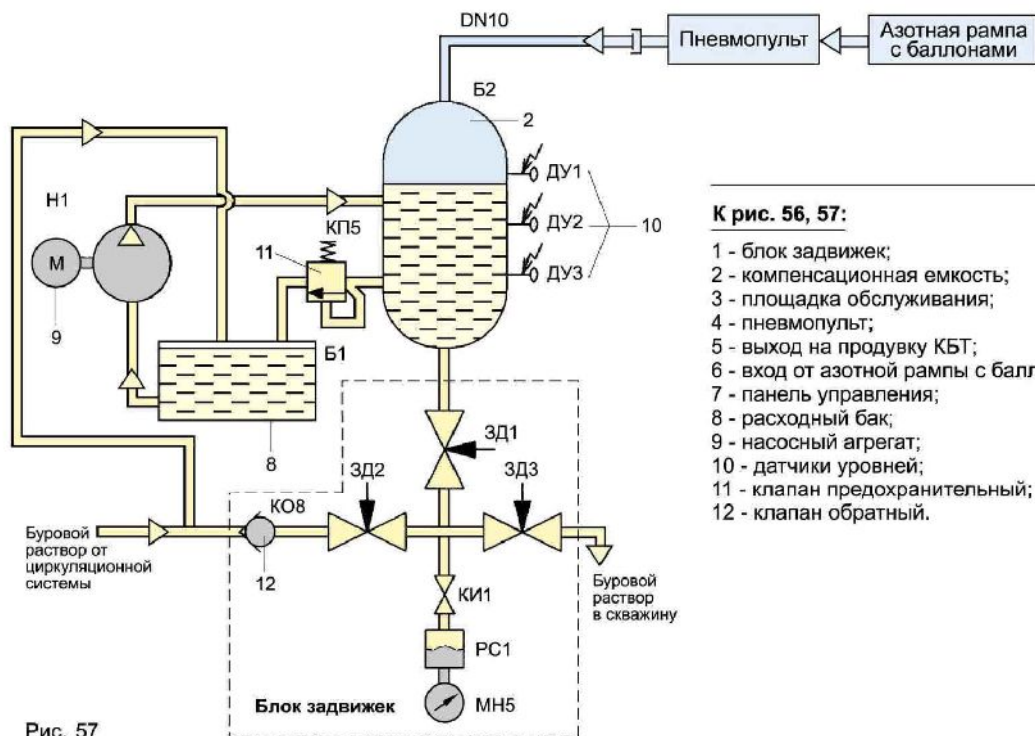 DN10
Пневмопульт
Азотная рампа
с баллонами
Б2
2
Н1
КП5
11
М
9
ДУ1
ДУ2
10
ДУ3
Б1
8
ЗД1
ЗД2
ЗД3
КО8
12
Буровой
раствор от
циркуляционной
системы
Буровой
раствор
в скважину
КИ1
РС1
МН5
Блок задвижек
Рис. 57
К рис. 56, 57:
1 - блок задвижек;
2 - компенсационная емкость;
3 - площадка обслуживания;
4 - пневмопульт;
5 - выход на продувку КБТ;
6 - вход от азотной рампы с балл
7 - панель управления;
8 - расходный бак;
9 - насосный агрегат;
10 - датчики уровней;
11 - клапан предохранительный;
12 - клапан обратный.